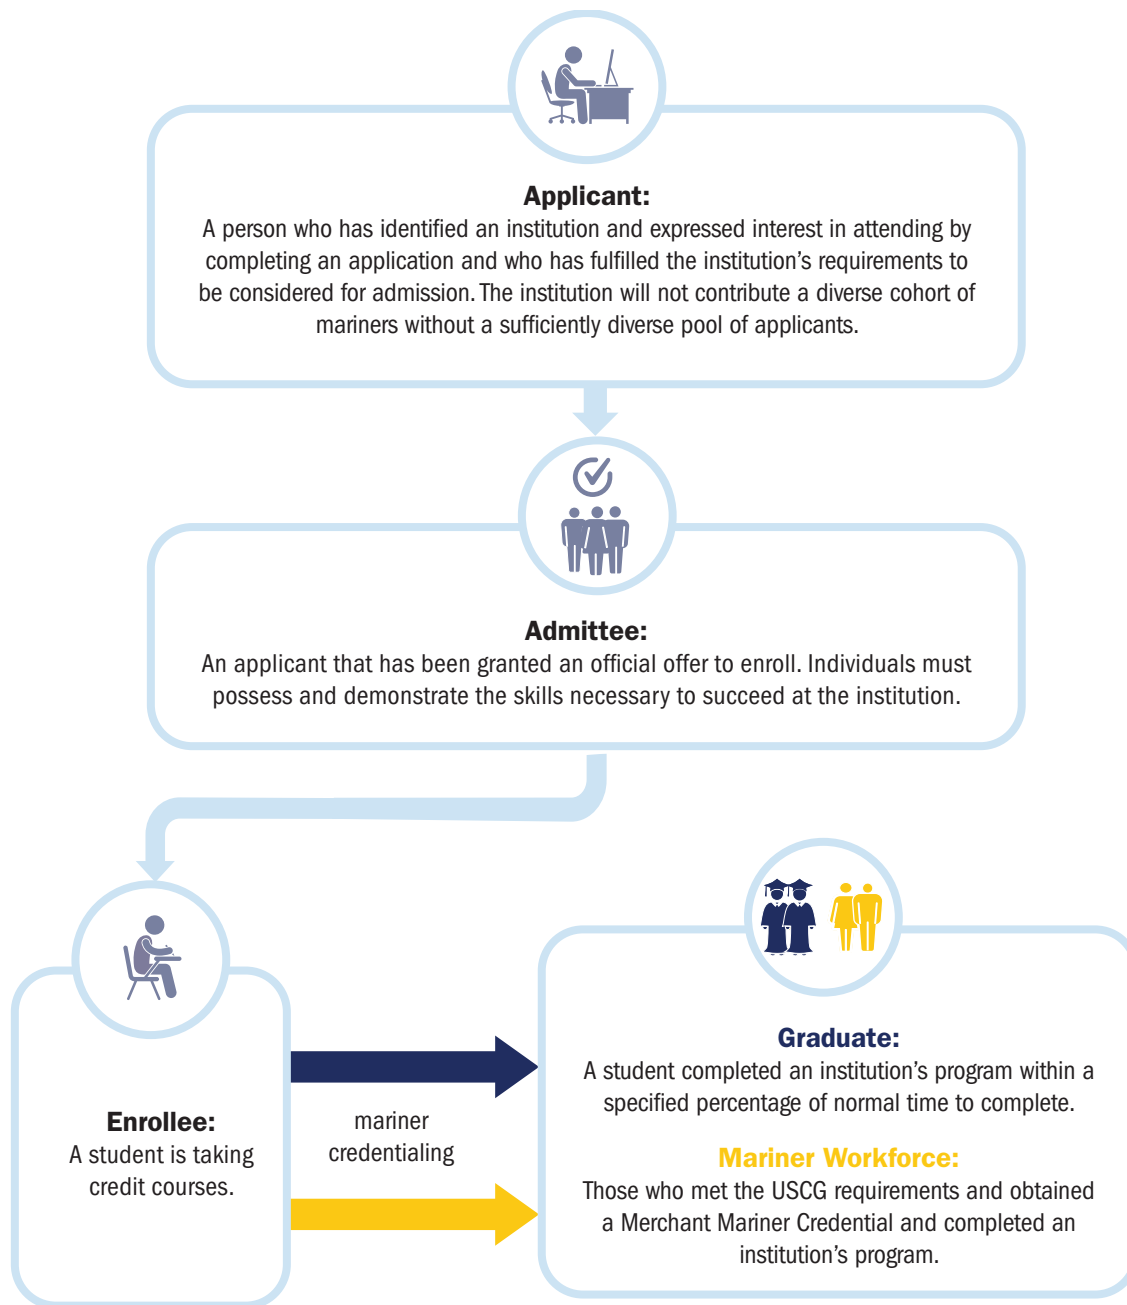 Applicant:
A person who has identified an institution and expressed interest in attending by
completing an application and who has fulfilled the institution’s requirements to
be considered for admission. The institution will not contribute a diverse cohort of
mariners without a sufficiently diverse pool of applicants.
Admittee:
An applicant that has been granted an official offer to enroll. Individuals must
possess and demonstrate the skills necessary to succeed at the institution.
Enrollee:
A student is taking
credit courses.
mariner
credentialing
Graduate:
A student completed an institution’s program within a
specified percentage of normal time to complete.
Mariner Workforce:
Those who met the USCG requirements and obtained
a Merchant Mariner Credential and completed an
institution’s program.